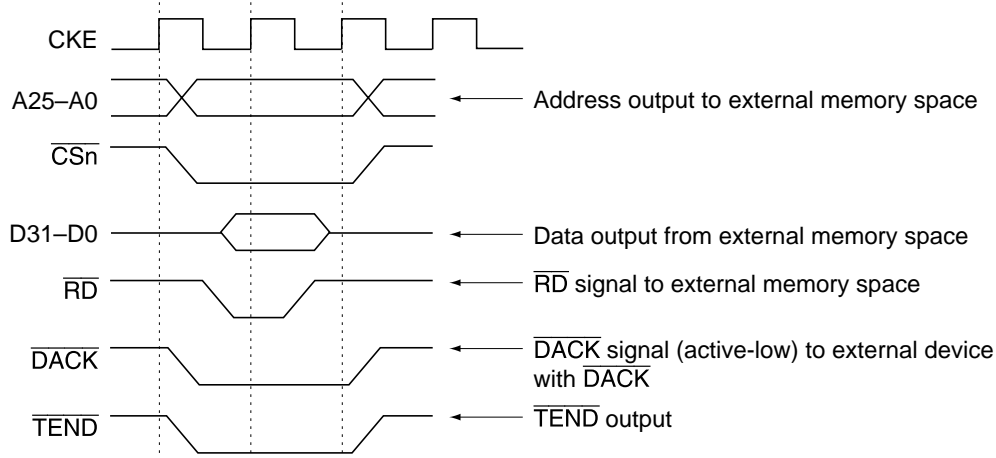 CKE
A25–A0 Address output to external memory space
CSn
D31–D0 Data output from external memory space
RD RD signal to external memory space
DACK DACK signal (active-low) to external device
with DACK
TEND TEND output